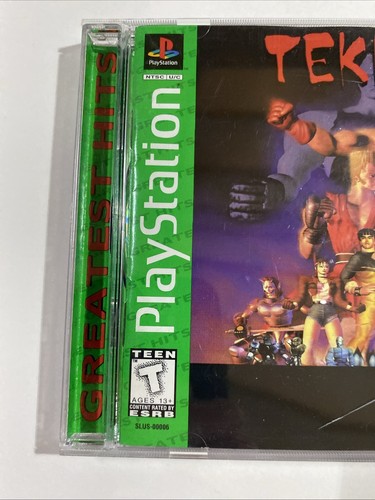 GREATEST HITS
PlayStation
NTSC U/C
PlayStation
TEK
TEEN
T
AGES 13+
CONTENT RATED BY
ESRB
SLUS-00006